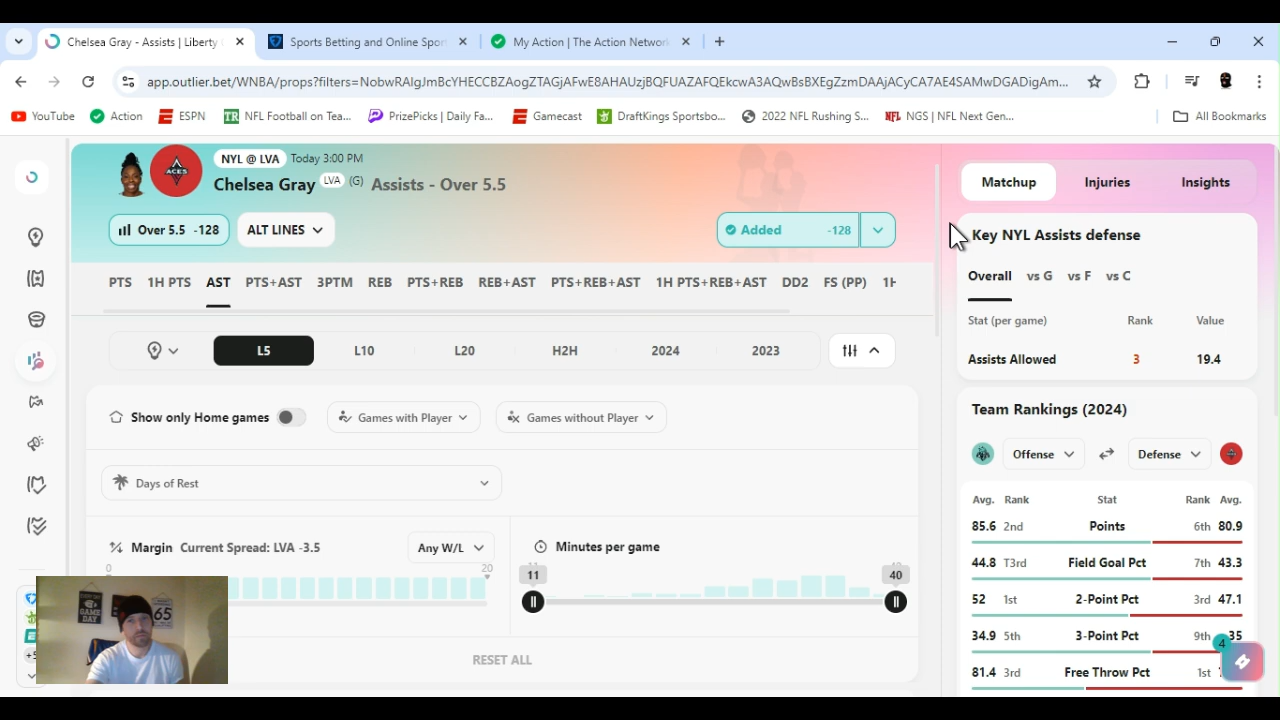 Chelsea Gray - Assists | Liberty
Sports Betting and Online Spor
My Action | The Action Network
app.outlier.bet/WNBA/props?filters=NobwRAIgJmBcYHECCBZAogZTAGjAFwE8AHAUzjBQFUAZAFQEkcwA3AQwBsBXEgZzmDAAjACyCA7AE4SAMwDGADigAm...
YouTube
Action
ESPN
NFL Football on Tea...
PrizePicks | Daily Fa...
Gamecast
DraftKings Sportsbo...
2022 NFL Rushing S...
NFL NGS | NFL Next Gen...
All Bookmarks
ACES
NYL @ LVA Today 3:00 PM
Chelsea Gray LVA (G) Assists - Over 5.5
Over 5.5 -128
ALT LINES
Added -128
PTS 1H PTS AST PTS+AST 3PTM REB PTS+REB REB+AST PTS+REB+AST 1H PTS+REB+AST DD2 FS (PP) 1H
L5 L10 L20 H2H 2024 2023
Show only Home games
Games with Player
Games without Player
Days of Rest
Margin Current Spread: LVA -3.5
Any W/L
0 20
Minutes per game
11 40
RESET ALL
GAME
DAY
65
+5
Matchup Injuries Insights
Key NYL Assists defense
Overall vs G vs F vs C
Stat (per game) Rank Value
Assists Allowed 3 19.4
Team Rankings (2024)
Offense Defense
Avg. Rank Stat Rank Avg.
85.6 2nd Points 6th 80.9
44.8 T3rd Field Goal Pct 7th 43.3
52 1st 2-Point Pct 3rd 47.1
34.9 5th 3-Point Pct 9th 35
4
81.4 3rd Free Throw Pct 1st